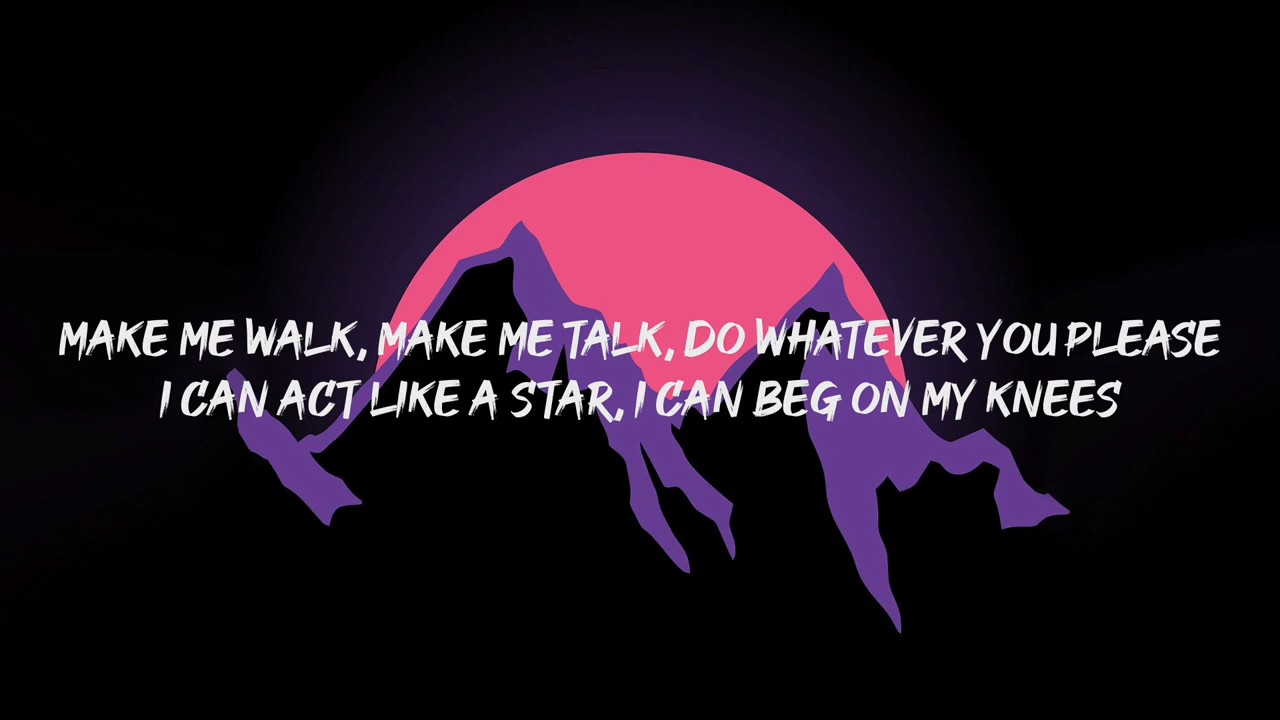 MAKE ME WALK, MAKE ME TALK, DO WHATEVER YOU PLEASE
I CAN ACT LIKE A STAR, I CAN BEG ON MY KNEES